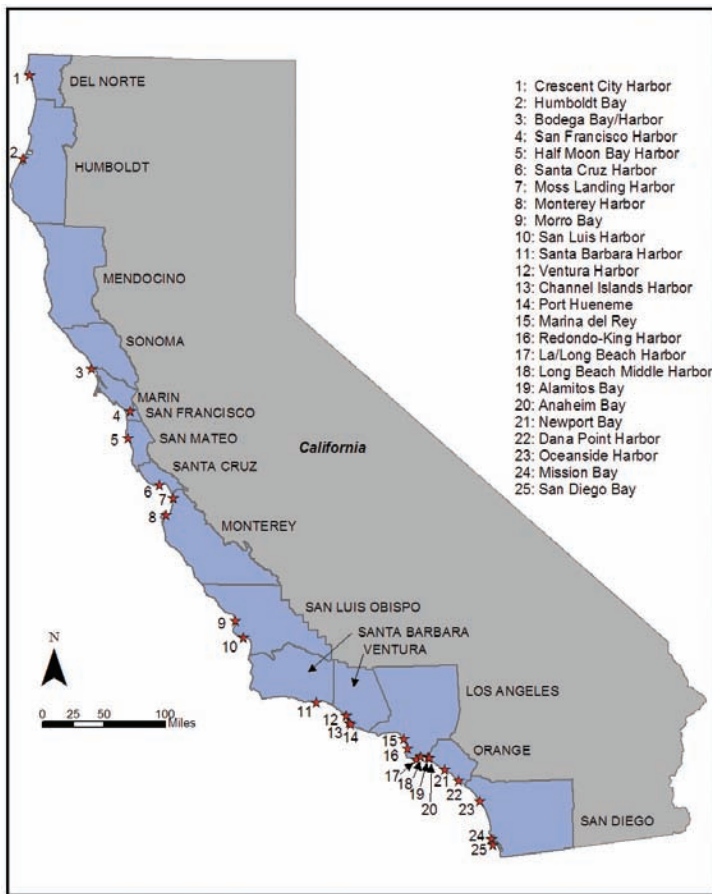 1
DEL NORTE
2
HUMBOLDT
MENDOCINO
SONOMA
3
MARIN
4
SAN FRANCISCO
5
SAN MATEO
SANTA CRUZ
6
7
8
MONTEREY
California
1: Crescent City Harbor
2: Humboldt Bay
3: Bodega Bay/Harbor
4: San Francisco Harbor
5: Half Moon Bay Harbor
6: Santa Cruz Harbor
7: Moss Landing Harbor
8: Monterey Harbor
9: Morro Bay
10: San Luis Harbor
11: Santa Barbara Harbor
12: Ventura Harbor
13: Channel Islands Harbor
14: Port Hueneme
15: Marina del Rey
16: Redondo-King Harbor
17: La/Long Beach Harbor
18: Long Beach Middle Harbor
19: Alamitos Bay
20: Anaheim Bay
21: Newport Bay
22: Dana Point Harbor
23: Oceanside Harbor
24: Mission Bay
25: San Diego Bay
SAN LUIS OBISPO
9
10
SANTA BARBARA
VENTURA
N
LOS ANGELES
0 50 100 200
Miles
11
12
13
14
15
16
ORANGE
17
18
19
20
21
22
23
SAN DIEGO
24
25